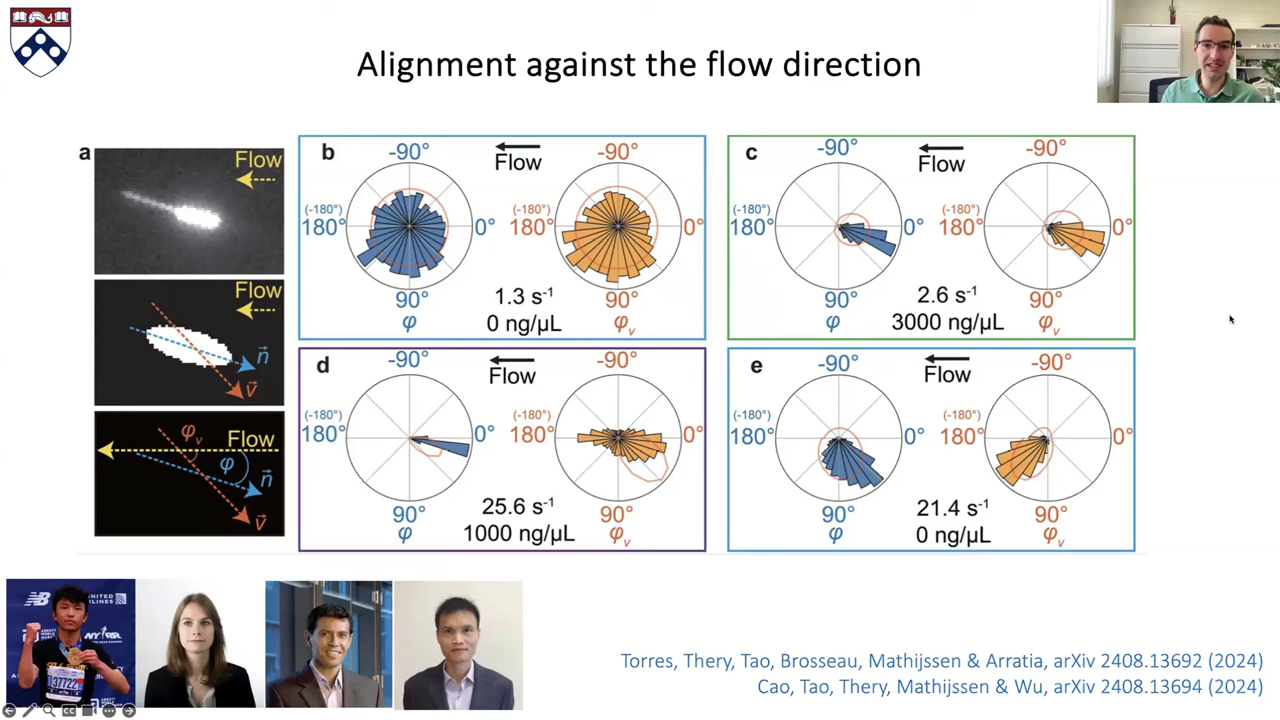 Alignment against the flow direction
a
Flow
Flow
n
v
φv
Flow
φ
n
v
b
-90°
Flow
-90°
(-180°)
180°
0°
(-180°)
180°
0°
90°
1.3 s-1
90°
φ
0 ng/μL
φv
c
-90°
Flow
-90°
(-180°)
180°
0°
(-180°)
180°
0°
90°
2.6 s-1
90°
φ
3000 ng/μL
φv
d
-90°
Flow
-90°
(-180°)
180°
0°
(-180°)
180°
0°
90°
25.6 s-1
90°
φ
1000 ng/μL
φv
e
-90°
Flow
-90°
(-180°)
180°
0°
(-180°)
180°
0°
90°
21.4 s-1
90°
φ
0 ng/μL
φv
Torres, Thery, Tao, Brosseau, Mathijssen & Arratia, arXiv 2408.13692 (2024)
Cao, Tao, Thery, Mathijssen & Wu, arXiv 2408.13694 (2024)